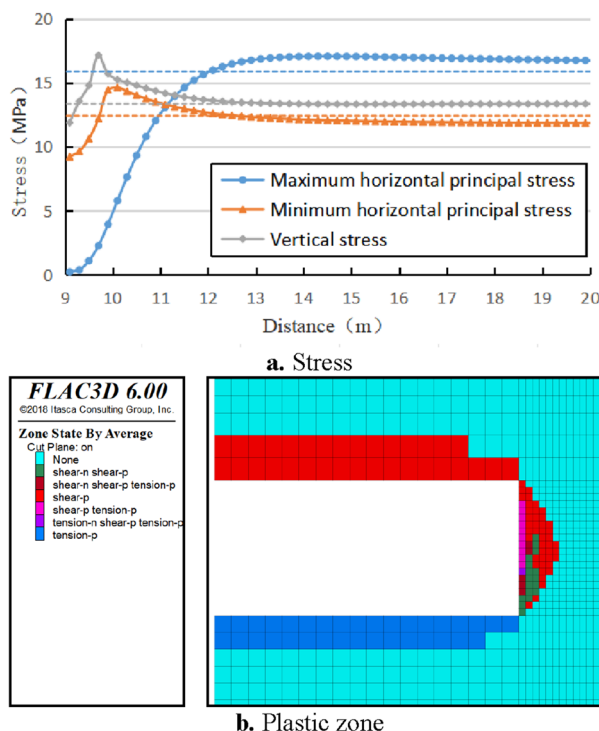 20
15
10
5
0
Stress（MPa）
Maximum horizontal principal stress
Minimum horizontal principal stress
Vertical stress
9 10 11 12 13 14 15 16 17 18 19 20
Distance（m）
a. Stress
FLAC3D 6.00
©2018 Itasca Consulting Group, Inc.
Zone State By Average
Cut Plane: on
None
shear-n shear-p
shear-n shear-p tension-p
shear-p
shear-p tension-p
tension-n shear-p tension-p
tension-p
b. Plastic zone